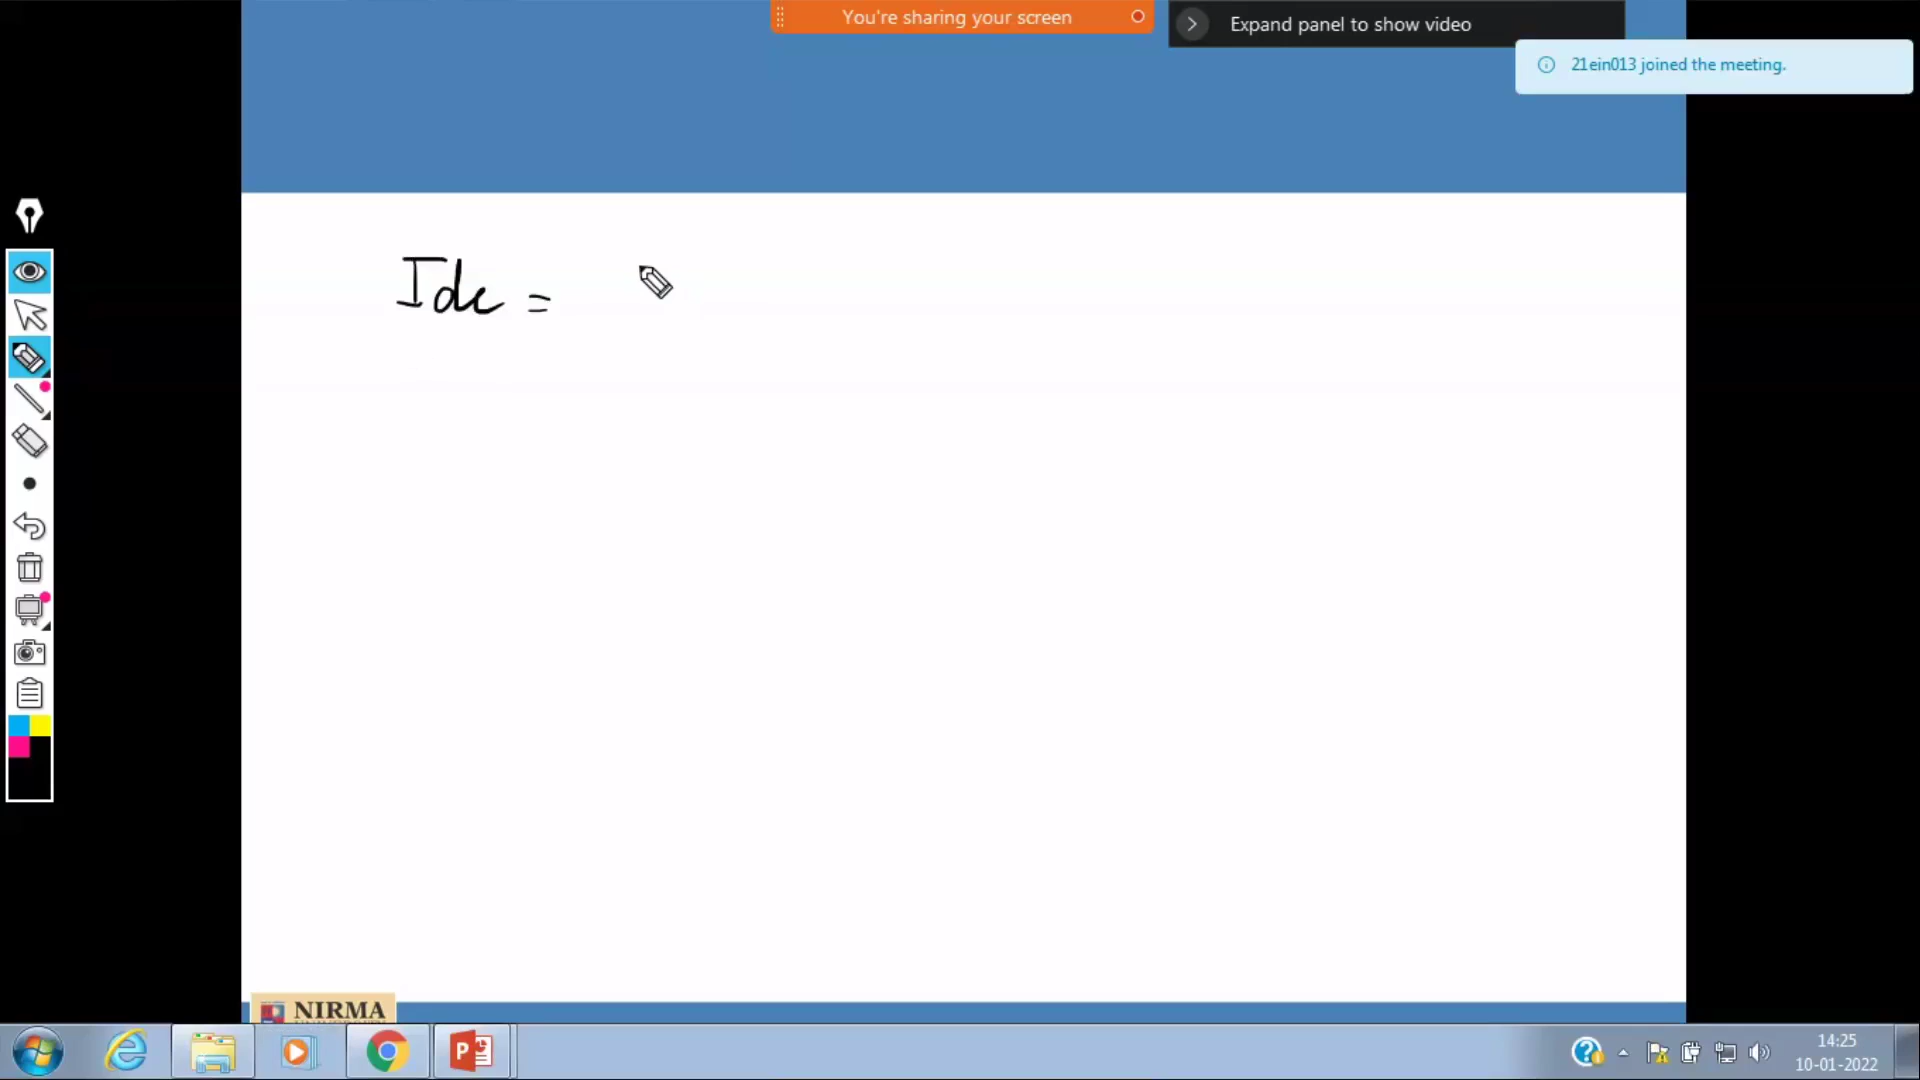 You're sharing your screen
Expand panel to show video
21ein013 joined the meeting.
Idc =
NIRMA
14:25
10-01-2022